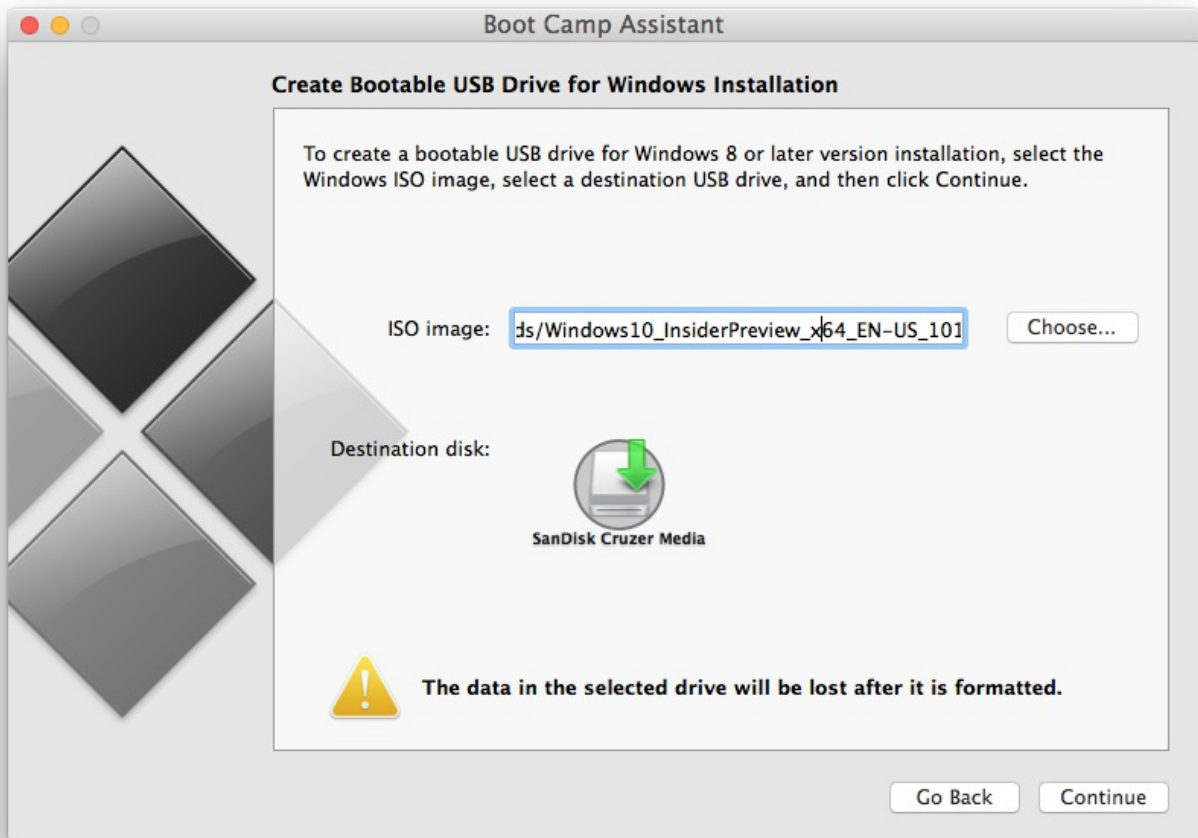 Boot Camp Assistant
Create Bootable USB Drive for Windows Installation
To create a bootable USB drive for Windows 8 or later version installation, select the
Windows ISO image, select a destination USB drive, and then click Continue.
ISO image: ds/Windows10_InsiderPreview_x64_EN-US_101 Choose...
Destination disk:
SanDisk Cruzer Media
The data in the selected drive will be lost after it is formatted.
Go Back Continue